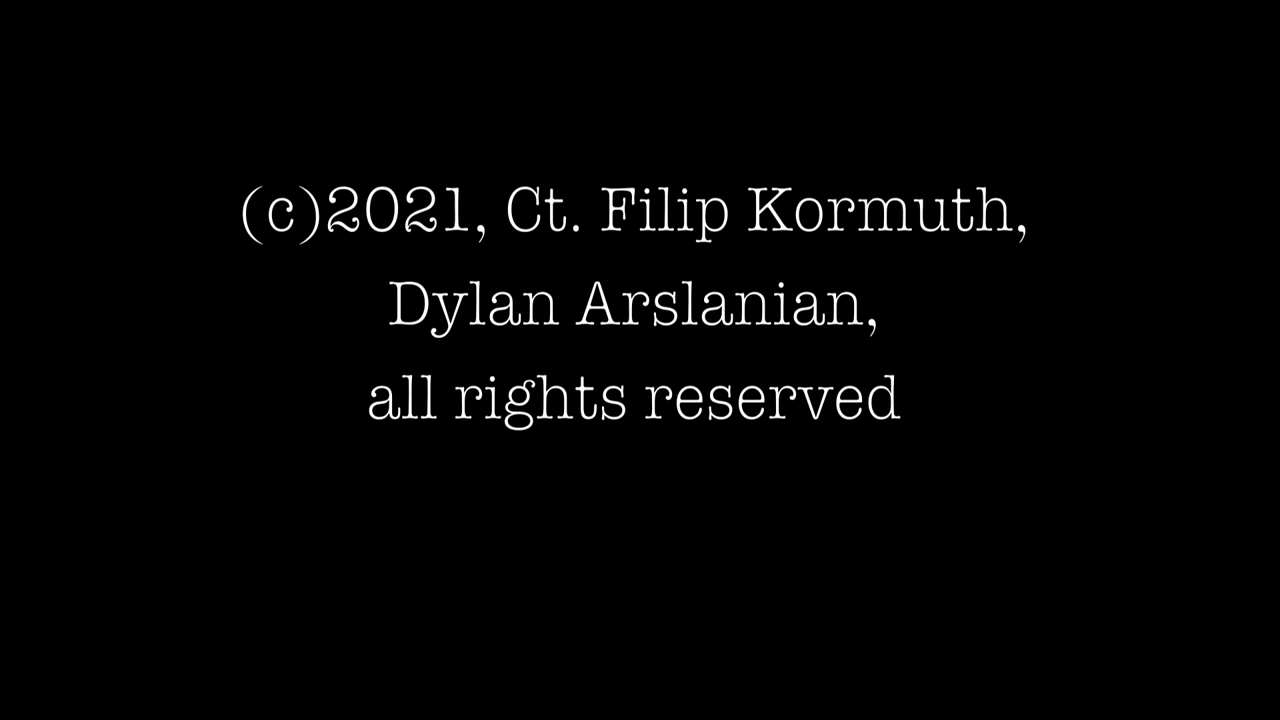 (c)2021, Ct. Filip Kormuth,
Dylan Arslanian,
all rights reserved